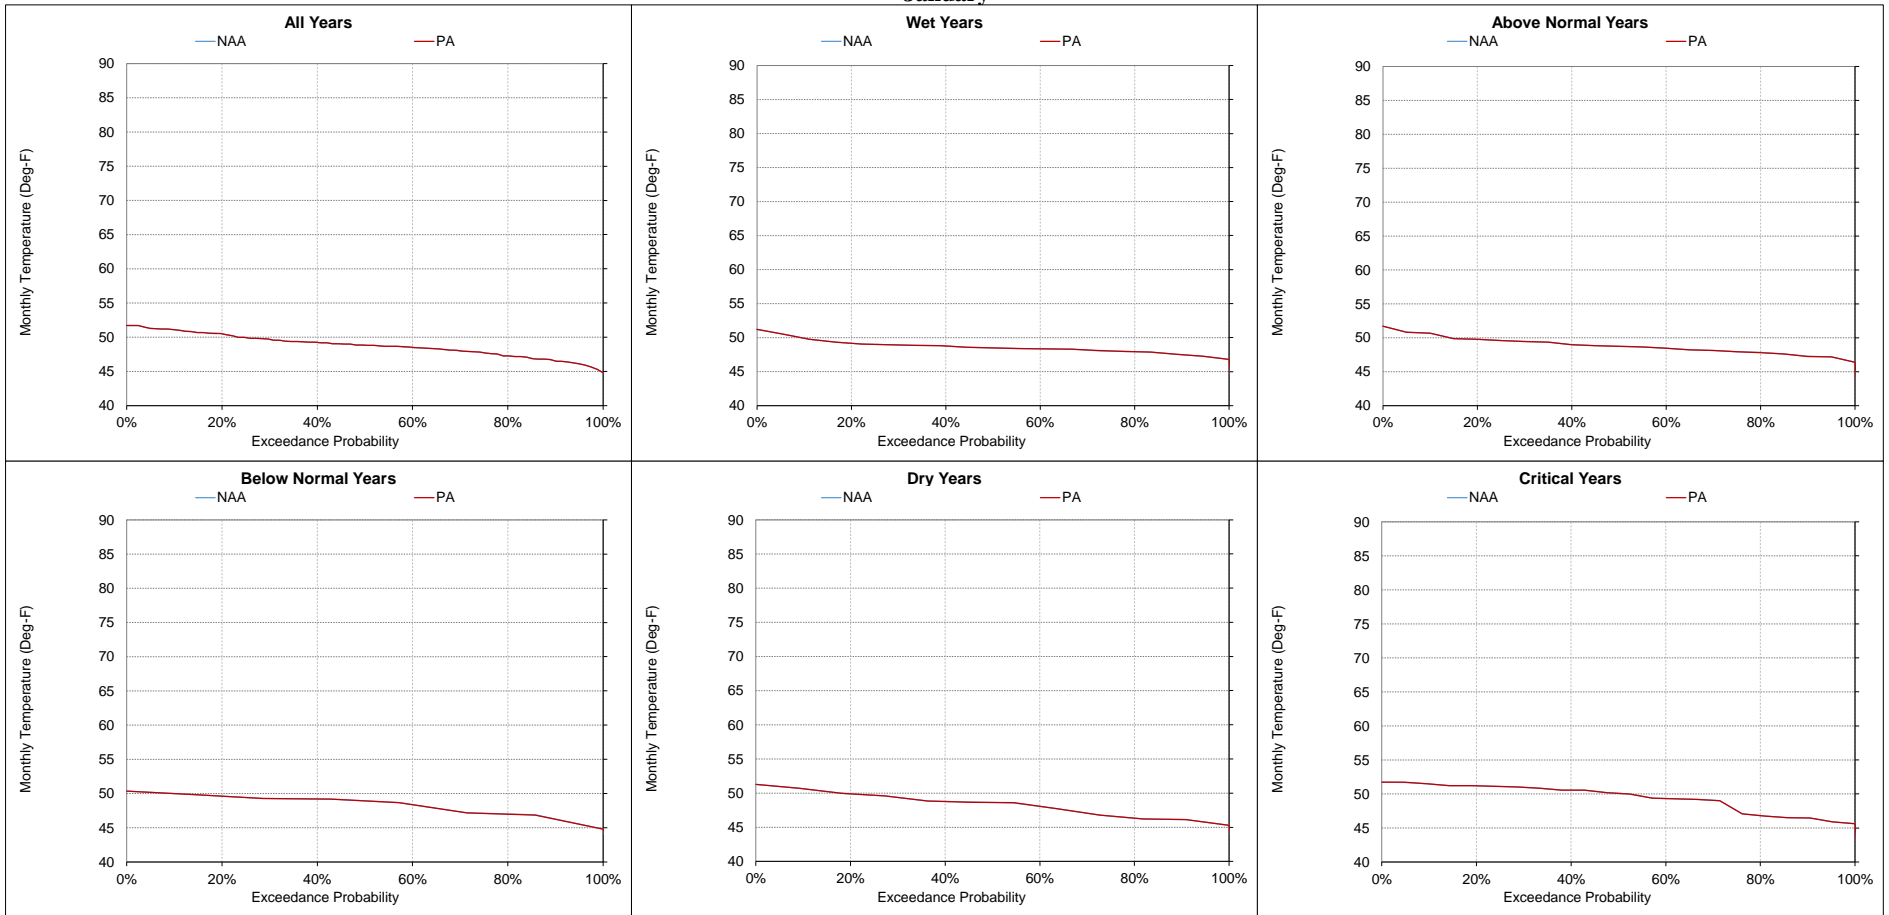 All Years
NAA PA
Monthly Temperature (Deg-F)
90
85
80
75
70
65
60
55
50
45
40
0% 20% 40% 60% 80% 100%
Exceedance Probability
Wet Years
NAA PA
Monthly Temperature (Deg-F)
90
85
80
75
70
65
60
55
50
45
40
0% 20% 40% 60% 80% 100%
Exceedance Probability
Above Normal Years
NAA PA
Monthly Temperature (Deg-F)
90
85
80
75
70
65
60
55
50
45
40
0% 20% 40% 60% 80% 100%
Exceedance Probability
Below Normal Years
NAA PA
Monthly Temperature (Deg-F)
90
85
80
75
70
65
60
55
50
45
40
0% 20% 40% 60% 80% 100%
Exceedance Probability
Dry Years
NAA PA
Monthly Temperature (Deg-F)
90
85
80
75
70
65
60
55
50
45
40
0% 20% 40% 60% 80% 100%
Exceedance Probability
Critical Years
NAA PA
Monthly Temperature (Deg-F)
90
85
80
75
70
65
60
55
50
45
40
0% 20% 40% 60% 80% 100%
Exceedance Probability